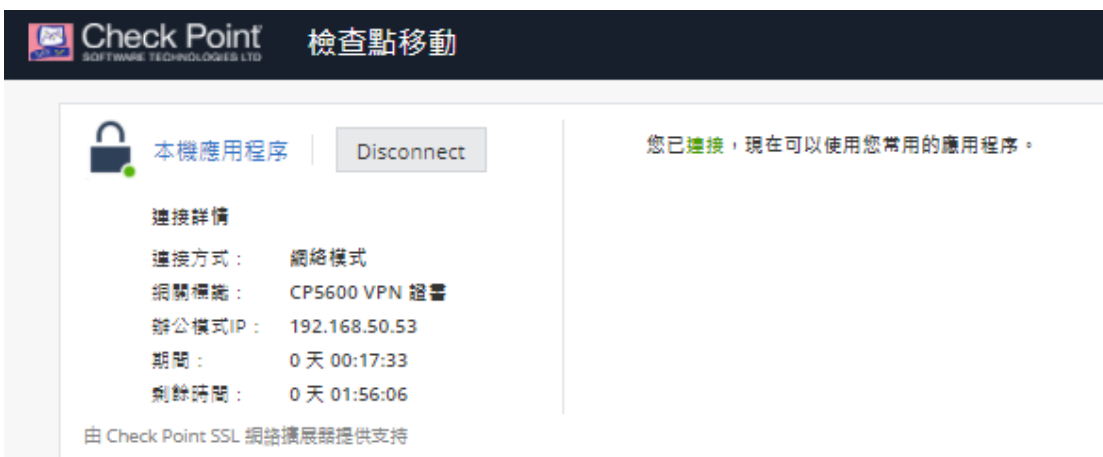 Check Point
SOFTWARE TECHNOLOGIES LTD
檢查點移動
本機應用程序
Disconnect
您已連接，現在可以使用您常用的應用程序。
連接詳情
連接方式： 網絡模式
網關標識： CP5600 VPN 證書
辦公模式IP： 192.168.50.53
期間： 0 天 00:17:33
剩餘時間： 0 天 01:56:06
由 Check Point SSL 網絡擴展器提供支持